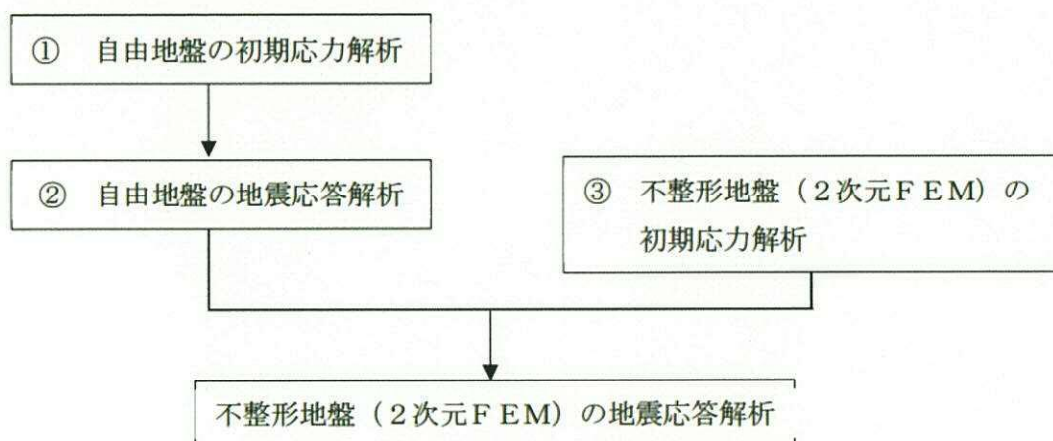 ① 自由地盤の初期応力解析
② 自由地盤の地震応答解析
③ 不整形地盤(2次元FEM)の
初期応力解析
不整形地盤(2次元FEM)の地震応答解析